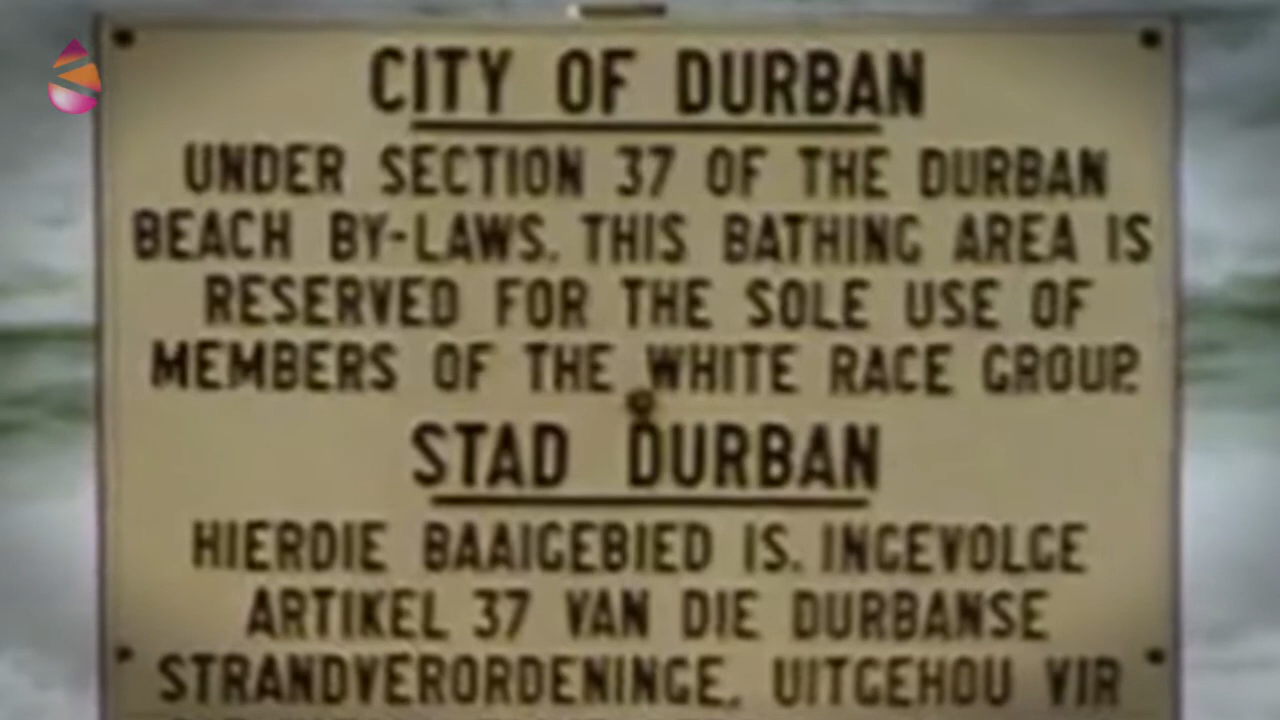 CITY OF DURBAN
UNDER SECTION 37 OF THE DURBAN
BEACH BY-LAWS. THIS BATHING AREA IS
RESERVED FOR THE SOLE USE OF
MEMBERS OF THE WHITE RACE GROUP.
STAD DURBAN
HIERDIE BAAIGEBIED IS. INGEVOLGE
ARTIKEL 37 VAN DIE DURBANSE
STRANDVERORDENINGE, UITGEHOU VIR